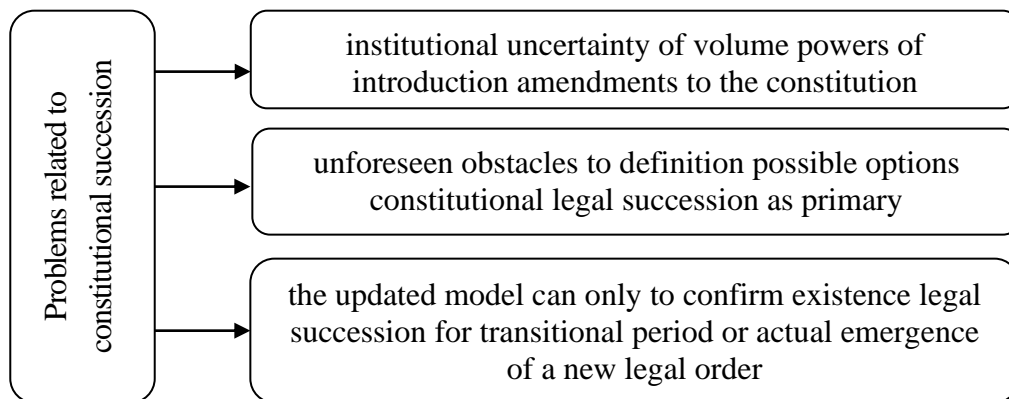 Problems related to
constitutional succession
institutional uncertainty of volume powers of
introduction amendments to the constitution
unforeseen obstacles to definition possible options
constitutional legal succession as primary
the updated model can only to confirm existence legal
succession for transitional period or actual emergence
of a new legal order